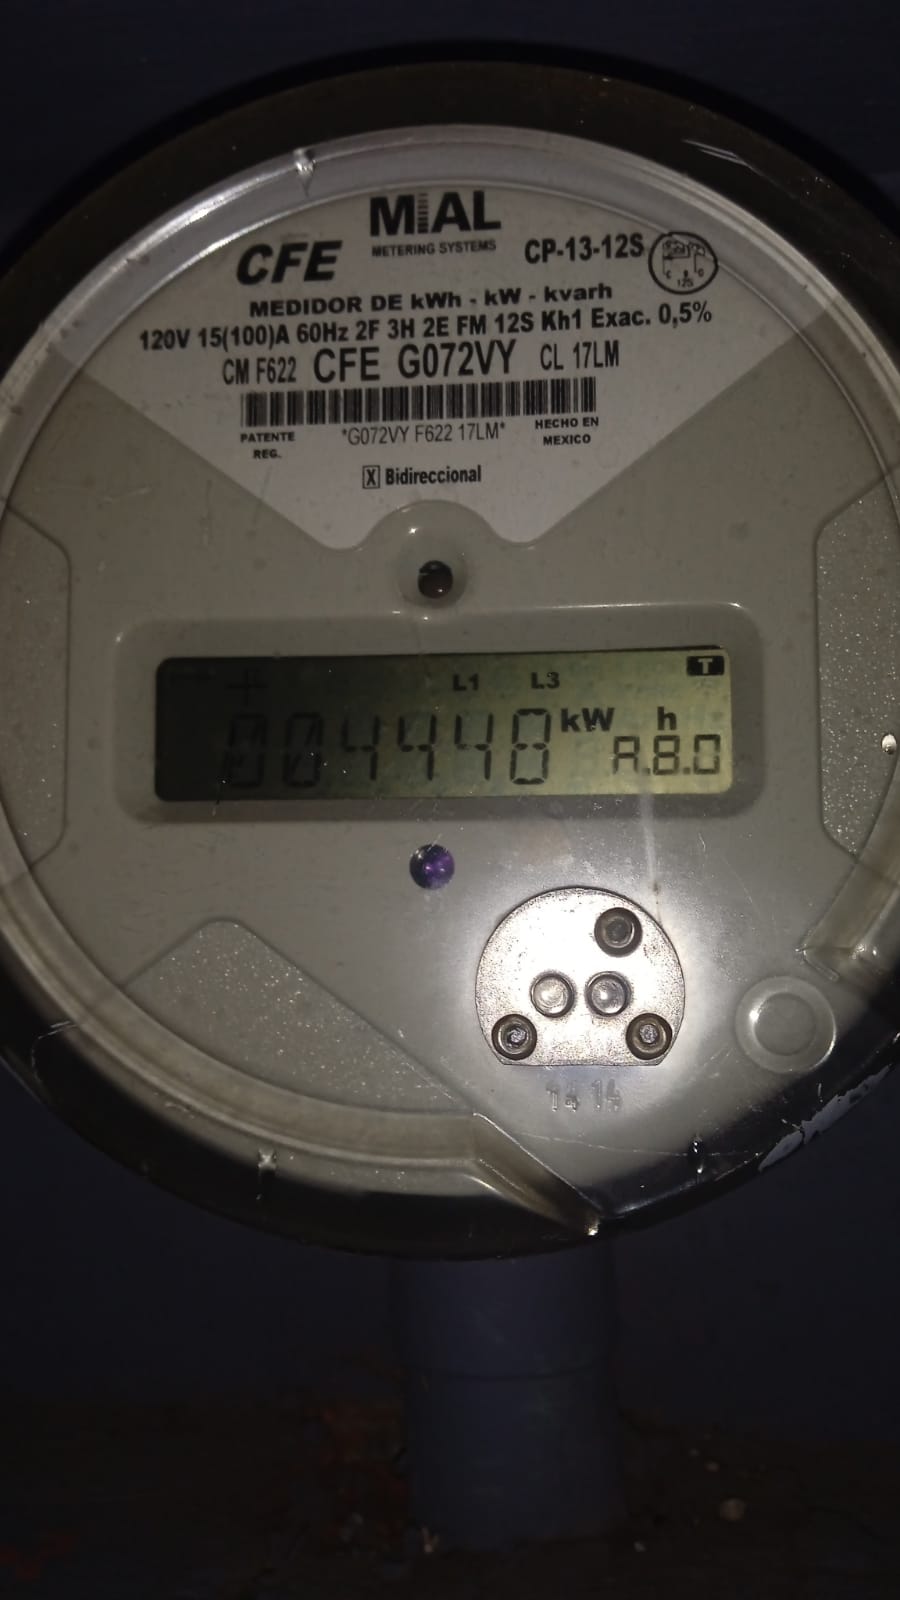 MIAL
METERING SYSTEMS
CFE
CP-13-12S
12S
MEDIDOR DE kWh - kW - kvarh
120V 15(100)A 60Hz 2F 3H 2E FM 12S Kh1 Exac. 0,5%
CM F622 CFE G072VY CL 17LM
PATENTE REG.
*G072VY F622 17LM*
HECHO EN MEXICO
X Bidireccional
+ L1 L3 T
004448 kW h A.8.0
14 14